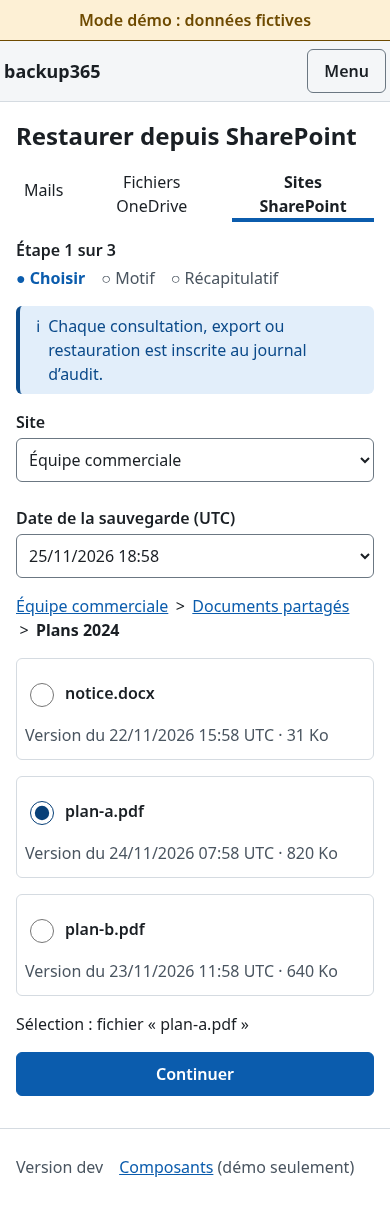 Mode démo : données fictives
backup365
Menu
Restaurer depuis SharePoint
Mails
Fichiers
OneDrive
Sites
SharePoint
Étape 1 sur 3
● Choisir ○ Motif ○ Récapitulatif
i Chaque consultation, export ou
restauration est inscrite au journal
d’audit.
Site
Équipe commerciale
Date de la sauvegarde (UTC)
25/11/2026 18:58
Équipe commerciale > Documents partagés
> Plans 2024
notice.docx
Version du 22/11/2026 15:58 UTC · 31 Ko
plan-a.pdf
Version du 24/11/2026 07:58 UTC · 820 Ko
plan-b.pdf
Version du 23/11/2026 11:58 UTC · 640 Ko
Sélection : fichier « plan-a.pdf »
Continuer
Version dev Composants (démo seulement)